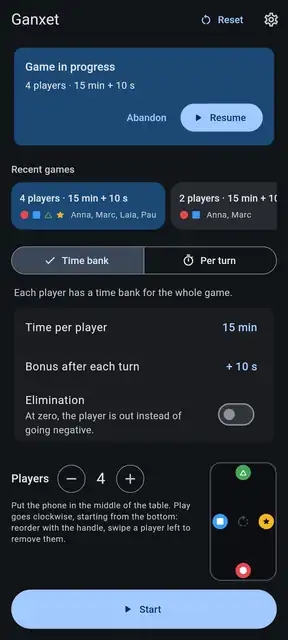 Ganxet
Reset
Game in progress
4 players · 15 min + 10 s
Abandon
Resume
Recent games
4 players · 15 min + 10 s
Anna, Marc, Laia, Pau
2 players · 15 min + 10
Anna, Marc
Time bank
Per turn
Each player has a time bank for the whole game.
Time per player
15 min
Bonus after each turn
+ 10 s
Elimination
At zero, the player is out instead of
going negative.
Players
4
Put the phone in the middle of the table. Play
goes clockwise, starting from the bottom:
reorder with the handle, swipe a player left to
remove them.
Start